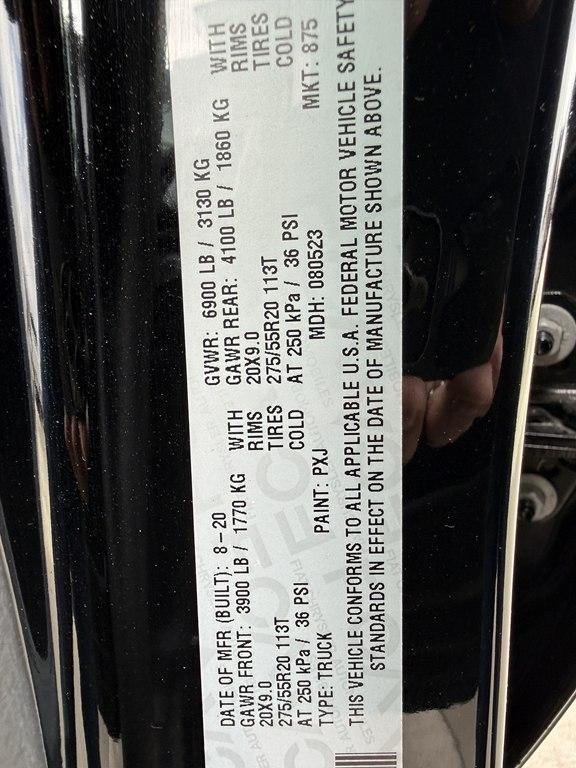 DATE OF MFR (BUILT): 8-20 GVWR: 6900 LB / 3130 KG
GAWR FRONT: 3900 LB / 1770 KG WITH GAWR REAR: 4100 LB / 1860 KG WITH
20X9.0 RIMS 20X9.0 RIMS
275/55R20 113T TIRES 275/55R20 113T TIRES
AT 250 kPa / 36 PSI COLD AT 250 kPa / 36 PSI COLD
TYPE: TRUCK PAINT: PXJ MDH: 080523 MKT: 875
THIS VEHICLE CONFORMS TO ALL APPLICABLE U.S.A. FEDERAL MOTOR VEHICLE SAFETY
STANDARDS IN EFFECT ON THE DATE OF MANUFACTURE SHOWN ABOVE.